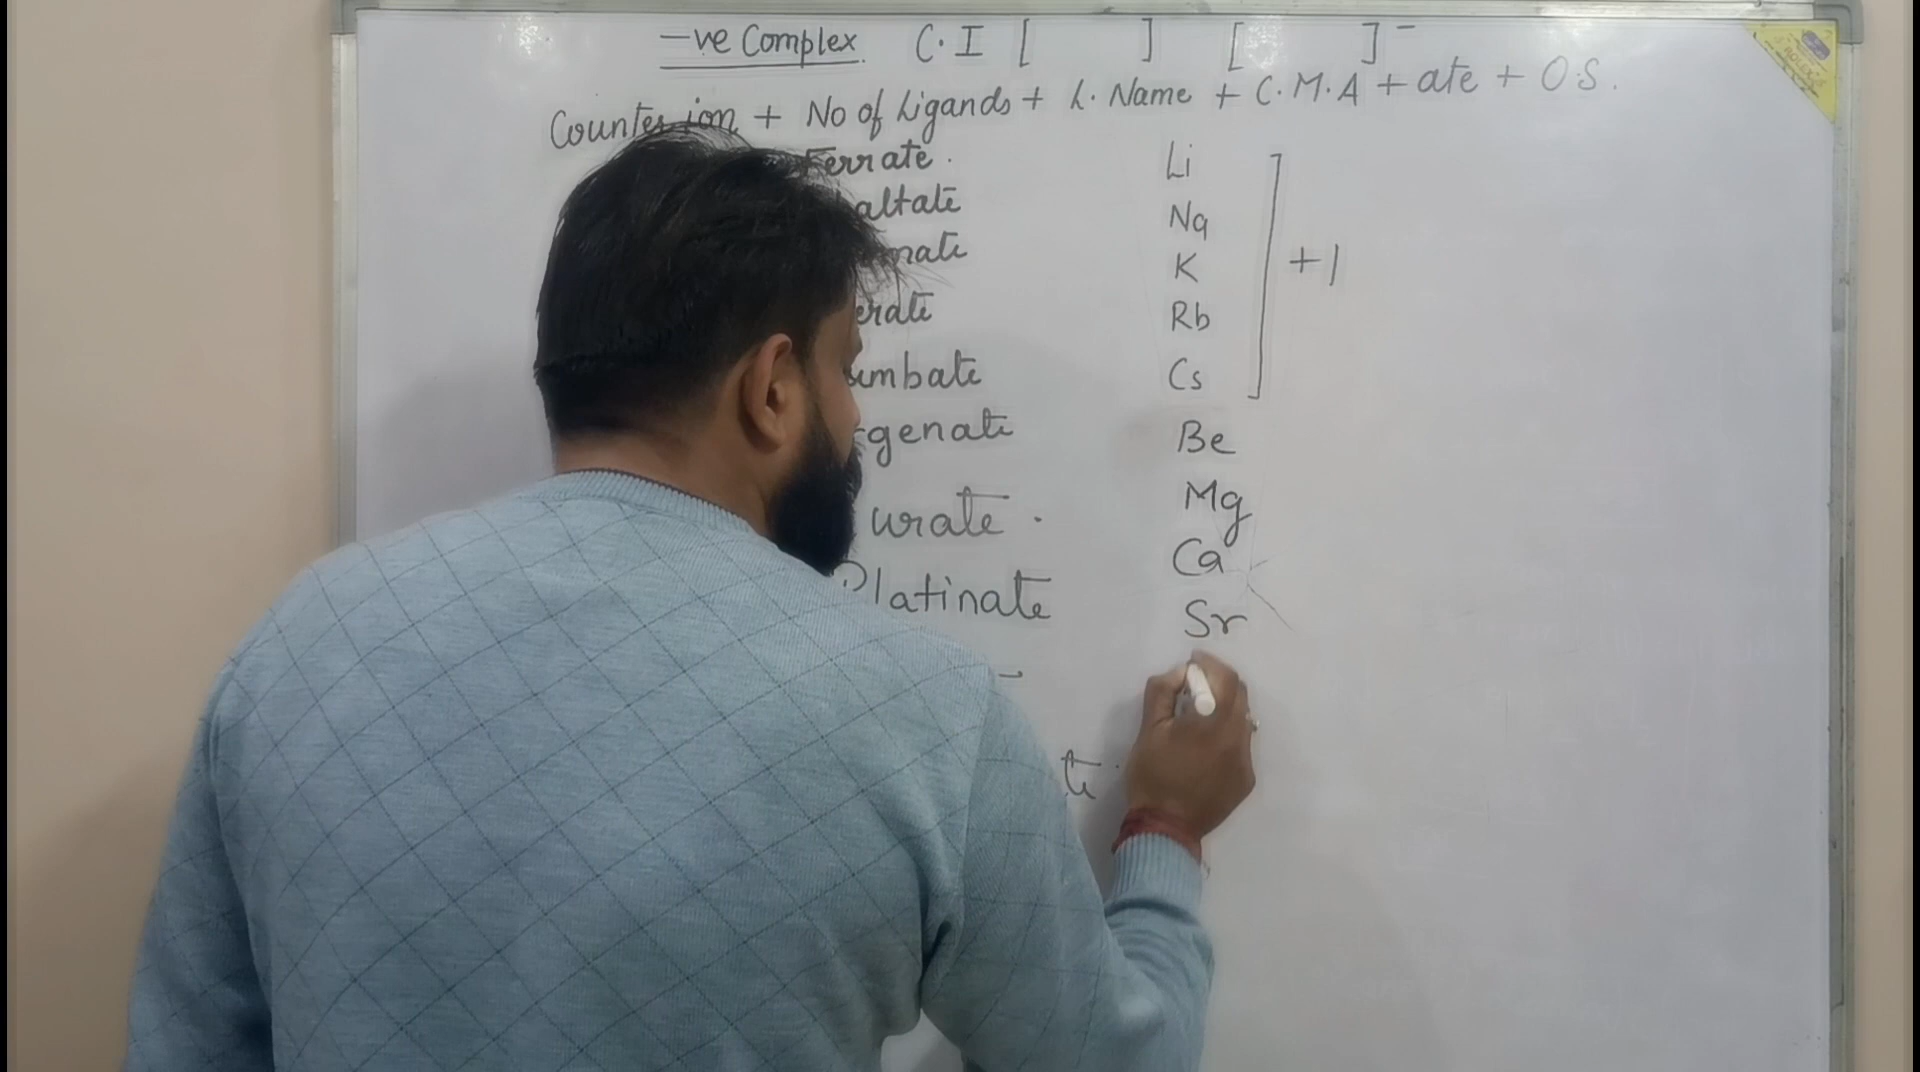 -ve Complex. C.I [ ] [ ]⁻
Counter ion + No of Ligands + L. Name + C.M.A + ate + O.S.
Ferrate.
altate
nate
erate
umbate
genate
urate.
Platinate
te.
Li
Na
K
Rb
Cs
+1
Be
Mg
Ca
Sr